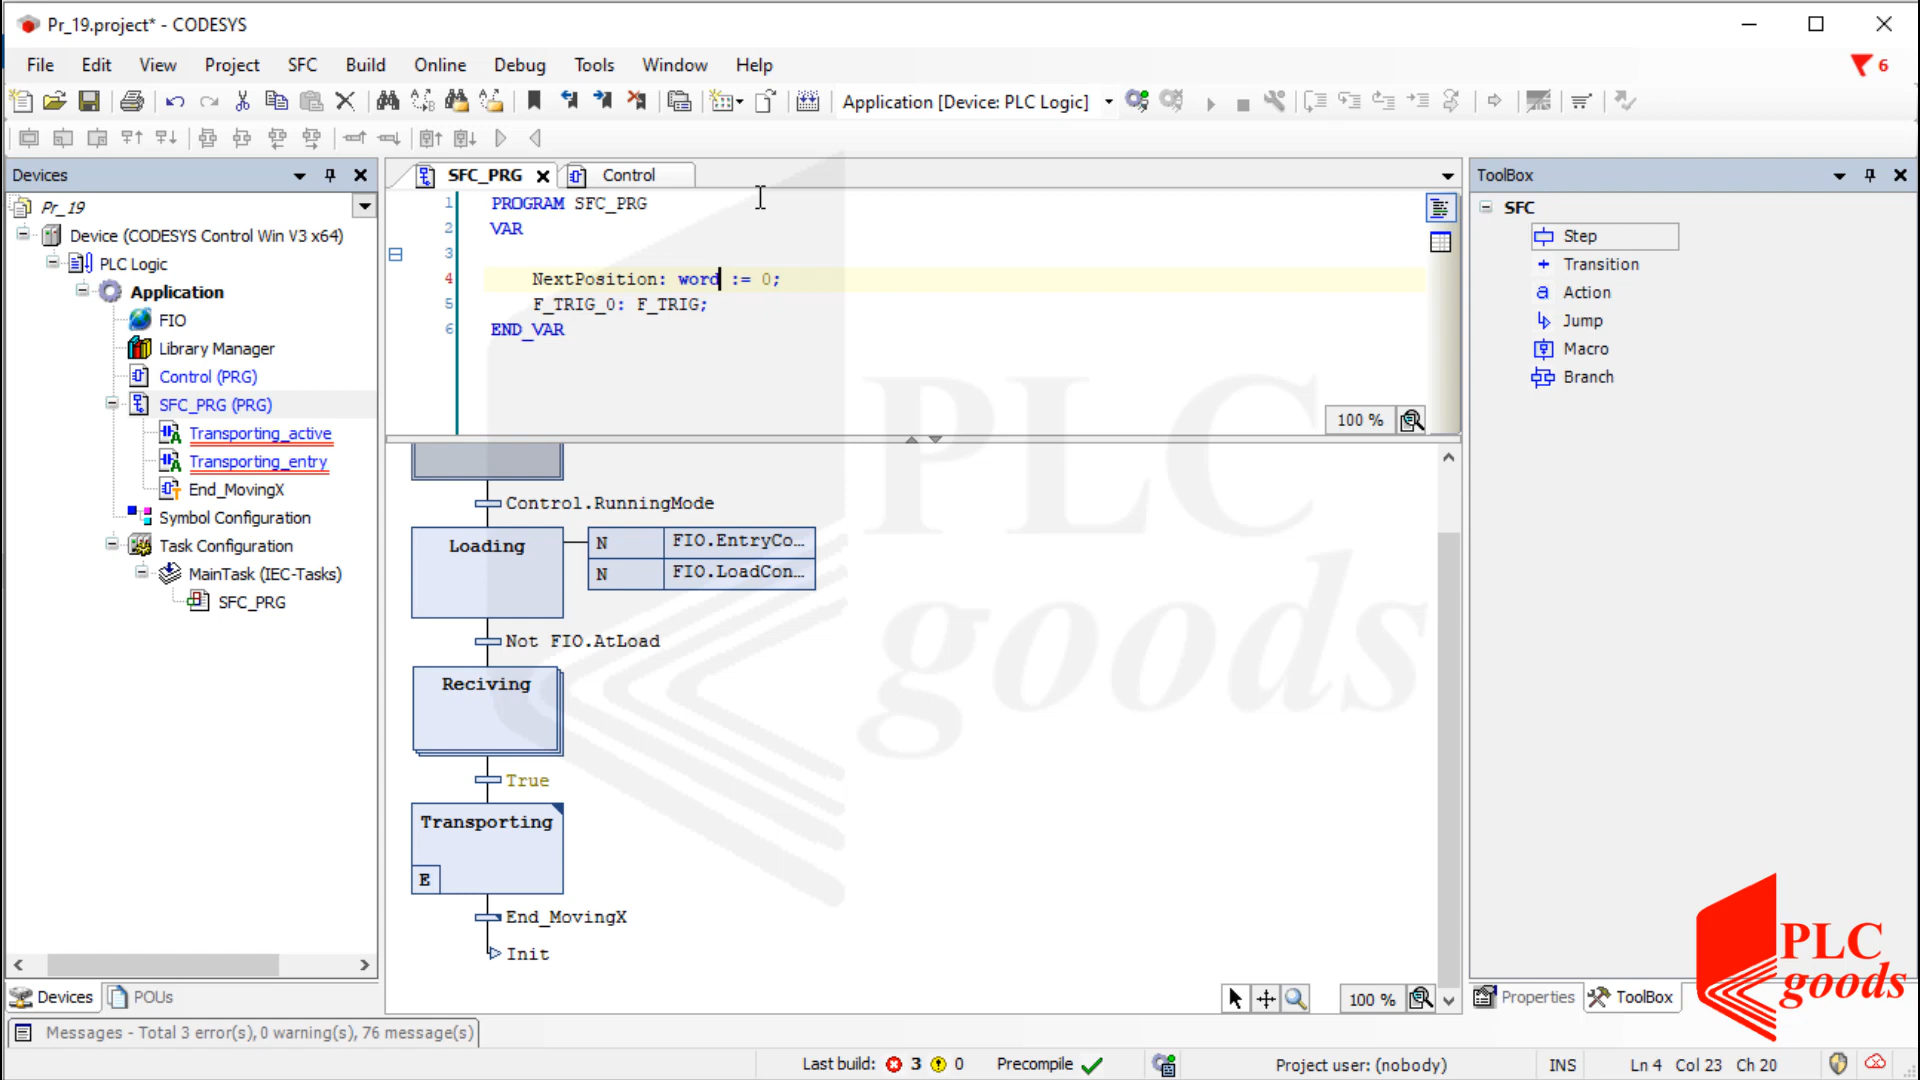 Pr_19.project* - CODESYS
File Edit View Project SFC Build Online Debug Tools Window Help
6
Application [Device: PLC Logic]
Devices
Pr_19
Device (CODESYS Control Win V3 x64)
PLC Logic
Application
FIO
Library Manager
Control (PRG)
SFC_PRG (PRG)
Transporting_active
Transporting_entry
End_MovingX
Symbol Configuration
Task Configuration
MainTask (IEC-Tasks)
SFC_PRG
Devices POUs
SFC_PRG Control
1 PROGRAM SFC_PRG
2 VAR
3
4 NextPosition: word := 0;
5 F_TRIG_0: F_TRIG;
6 END_VAR
100 %
Control.RunningMode
Loading
N FIO.EntryCo...
N FIO.LoadCon...
Not FIO.AtLoad
Reciving
True
Transporting
E
End_MovingX
Init
100 %
PLC
goods
ToolBox
SFC
Step
Transition
Action
Jump
Macro
Branch
Properties ToolBox
PLC
goods
Messages - Total 3 error(s), 0 warning(s), 76 message(s)
Last build: 3 0 Precompile Project user: (nobody) INS Ln 4 Col 23 Ch 20